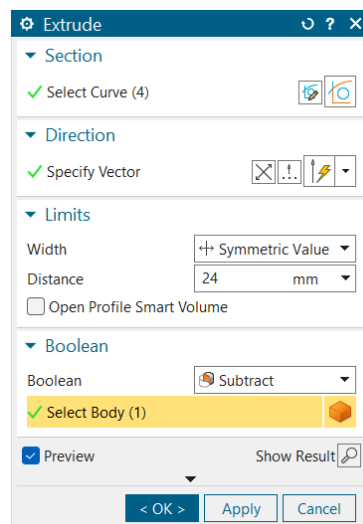 Extrude ? ×
Section
Select Curve (4)
Direction
Specify Vector
Limits
Width Symmetric Value
Distance 24 mm
Open Profile Smart Volume
Boolean
Boolean Subtract
Select Body (1)
Preview Show Result
< OK > Apply Cancel